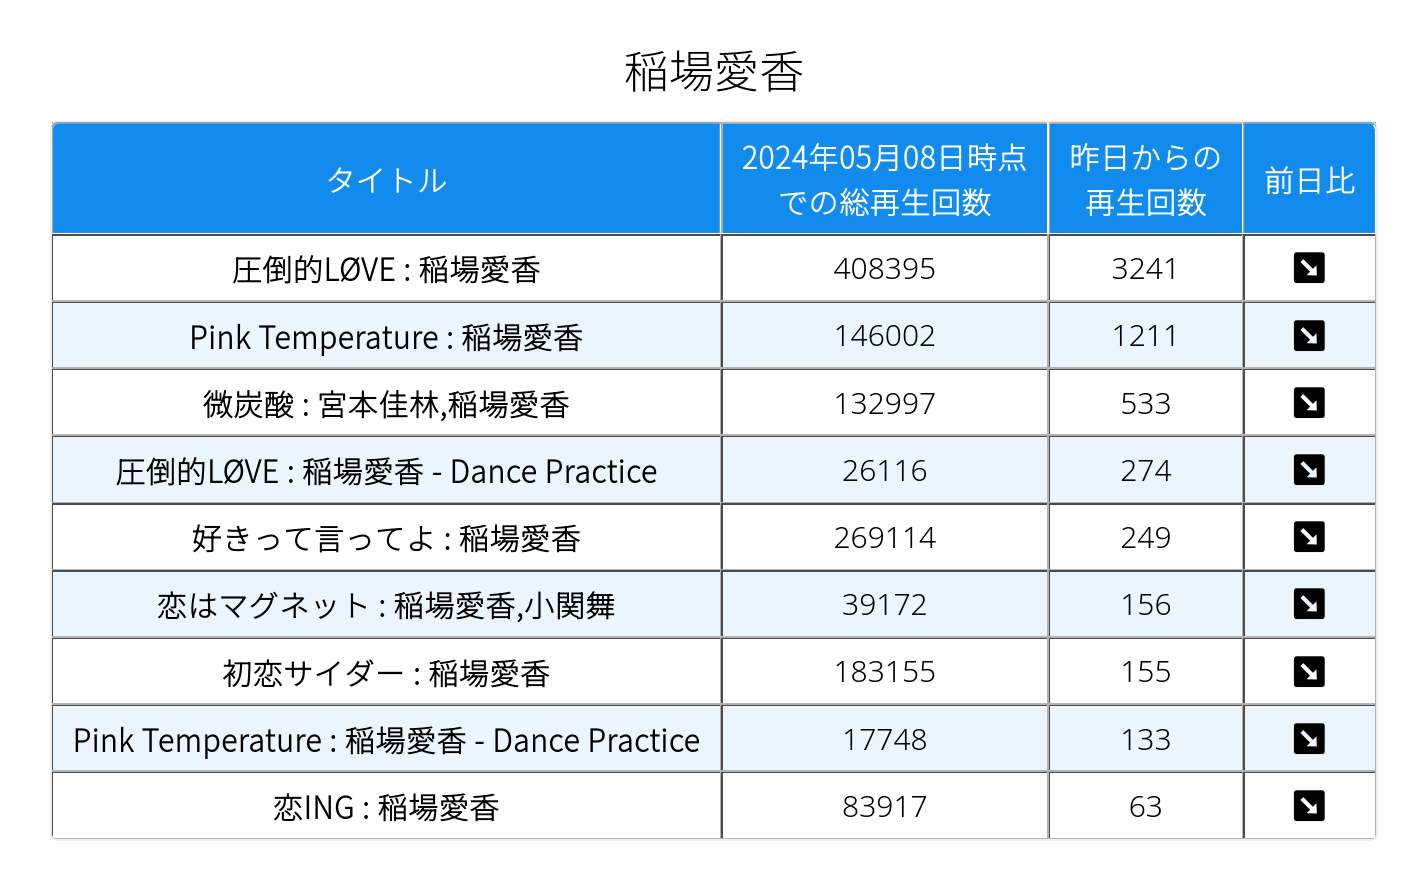 稲場愛香
タイトル 2024年05月08日時点での総再生回数 昨日からの再生回数 前日比
圧倒的LØVE : 稲場愛香 408395 3241 ↘
Pink Temperature : 稲場愛香 146002 1211 ↘
微炭酸 : 宮本佳林,稲場愛香 132997 533 ↘
圧倒的LØVE : 稲場愛香 - Dance Practice 26116 274 ↘
好きって言ってよ : 稲場愛香 269114 249 ↘
恋はマグネット : 稲場愛香,小関舞 39172 156 ↘
初恋サイダー : 稲場愛香 183155 155 ↘
Pink Temperature : 稲場愛香 - Dance Practice 17748 133 ↘
恋ING : 稲場愛香 83917 63 ↘